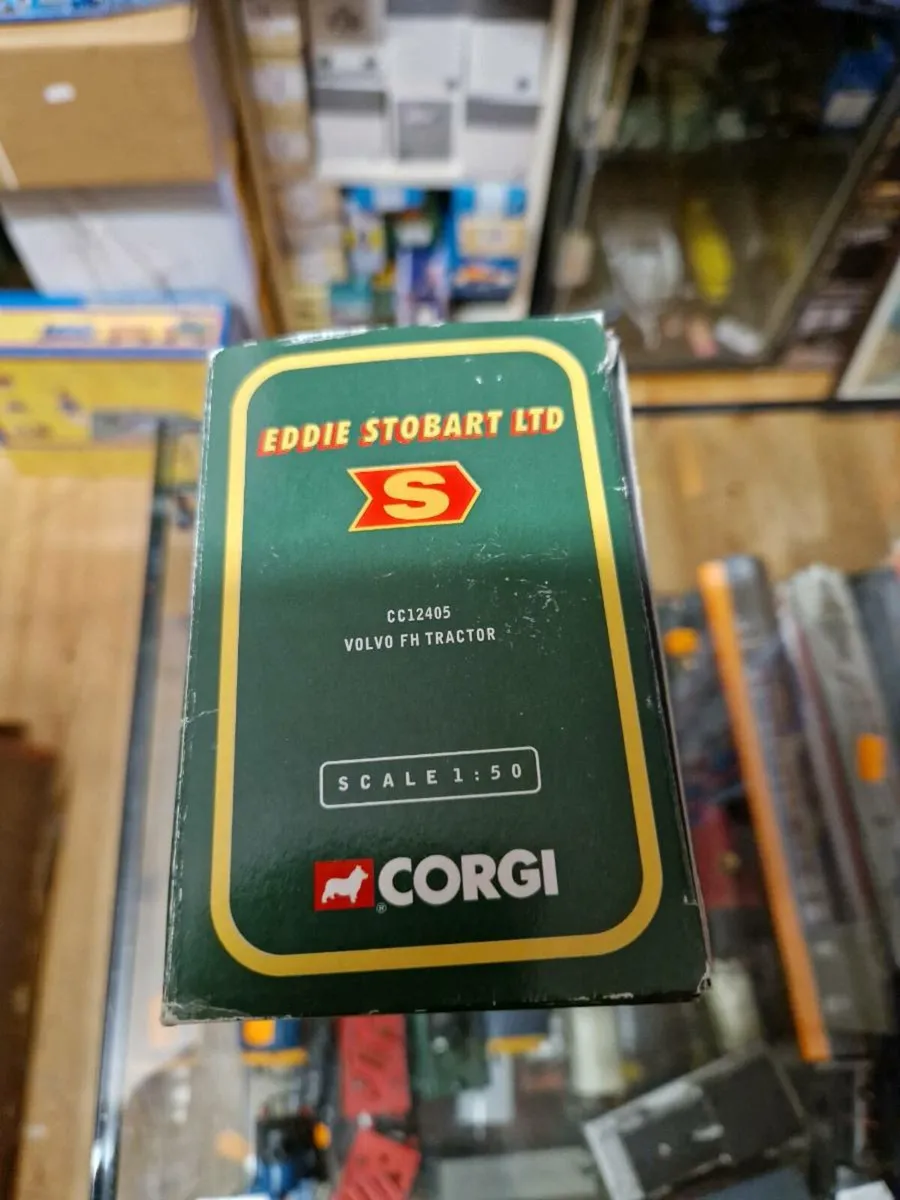 EDDIE STOBART LTD
S
CC12405
VOLVO FH TRACTOR
SCALE 1:50
CORGI
®